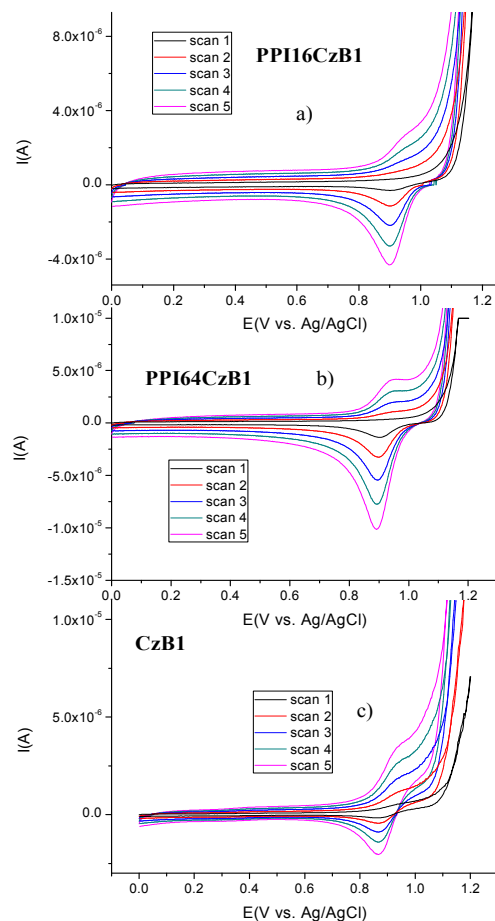 8.0x10⁻⁶
4.0x10⁻⁶
0.0
-4.0x10⁻⁶
I(A)
scan 1
scan 2
scan 3
scan 4
scan 5
PPI16CzB1
a)
0.0 0.2 0.4 0.6 0.8 1.0 1.2
E(V vs. Ag/AgCl)
1.0x10⁻⁵
5.0x10⁻⁶
0.0
-5.0x10⁻⁶
-1.0x10⁻⁵
-1.5x10⁻⁵
I(A)
PPI64CzB1
b)
scan 1
scan 2
scan 3
scan 4
scan 5
0.0 0.2 0.4 0.6 0.8 1.0 1.2
E(V vs. Ag/AgCl)
1.0x10⁻⁵
5.0x10⁻⁶
0.0
I(A)
CzB1
c)
scan 1
scan 2
scan 3
scan 4
scan 5
0.0 0.2 0.4 0.6 0.8 1.0 1.2
E(V vs. Ag/AgCl)